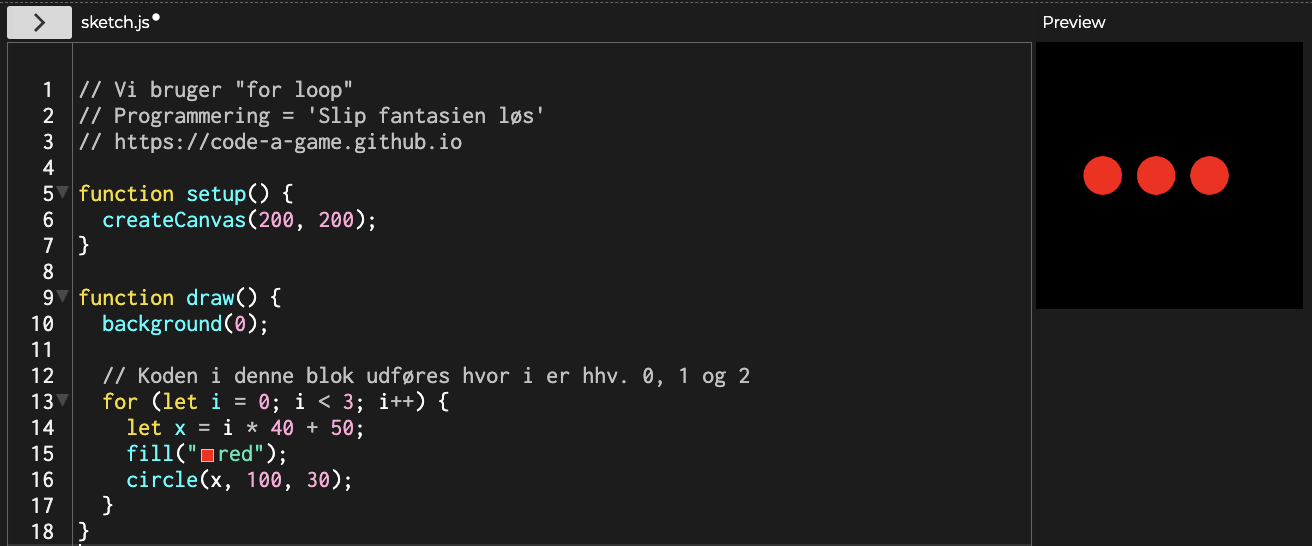 sketch.js
Preview
1 // Vi bruger "for loop"
2 // Programmering = 'Slip fantasien løs'
3 // https://code-a-game.github.io
4
5 function setup() {
6   createCanvas(200, 200);
7 }
8
9 function draw() {
10   background(0);
11
12   // Koden i denne blok udføres hvor i er hhv. 0, 1 og 2
13   for (let i = 0; i < 3; i++) {
14     let x = i * 40 + 50;
15     fill("red");
16     circle(x, 100, 30);
17   }
18 }